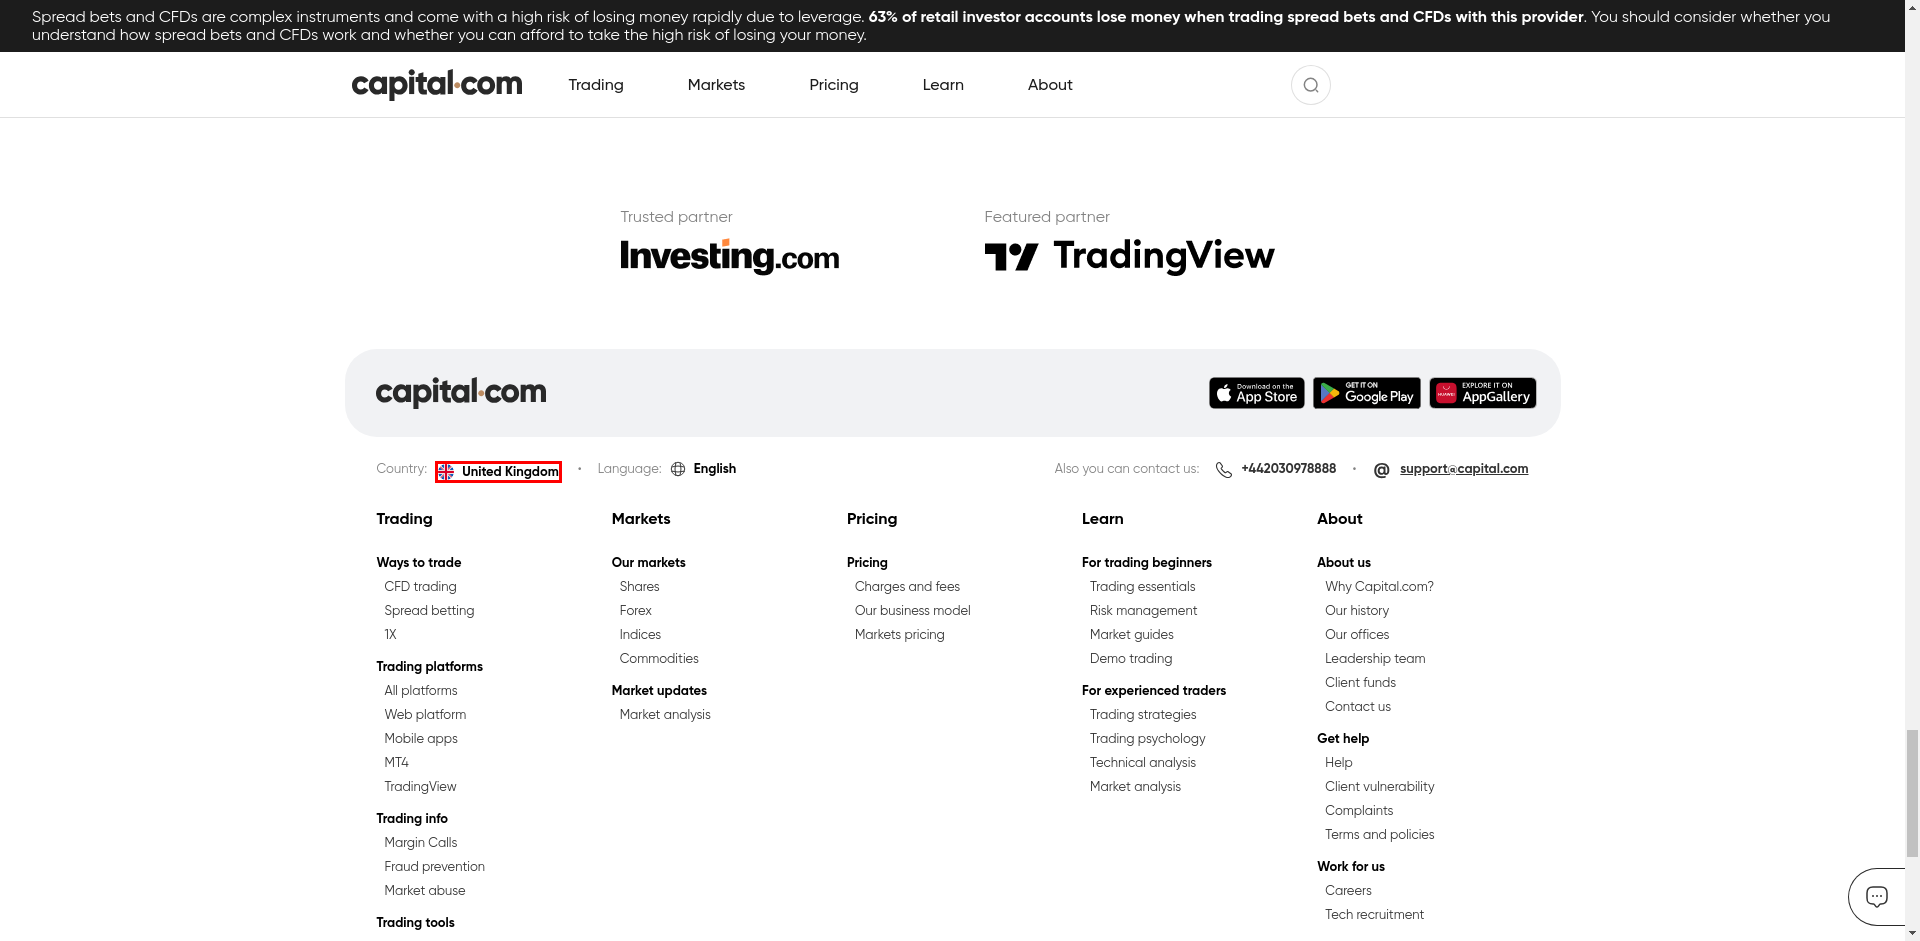 Spread bets and CFDs are complex instruments and come with a high risk of losing money rapidly due to leverage. 63% of retail investor accounts lose money when trading spread bets and CFDs with this provider. You should consider whether you
understand how spread bets and CFDs work and whether you can afford to take the high risk of losing your money.
capital.com
Trading
Markets
Pricing
Learn
About
Trusted partner
Investing.com
Featured partner
TradingView
capital.com
Download on the
App Store
GET IT ON
Google Play
HUAWEI
EXPLORE IT ON
AppGallery
Country: United Kingdom • Language: English
Also you can contact us: +442030978888 • @ support@capital.com
Trading
Ways to trade
CFD trading
Spread betting
1X
Trading platforms
All platforms
Web platform
Mobile apps
MT4
TradingView
Trading info
Margin Calls
Fraud prevention
Market abuse
Trading tools
Markets
Our markets
Shares
Forex
Indices
Commodities
Market updates
Market analysis
Pricing
Pricing
Charges and fees
Our business model
Markets pricing
Learn
For trading beginners
Trading essentials
Risk management
Market guides
Demo trading
For experienced traders
Trading strategies
Trading psychology
Technical analysis
Market analysis
About
About us
Why Capital.com?
Our history
Our offices
Leadership team
Client funds
Contact us
Get help
Help
Client vulnerability
Complaints
Terms and policies
Work for us
Careers
Tech recruitment